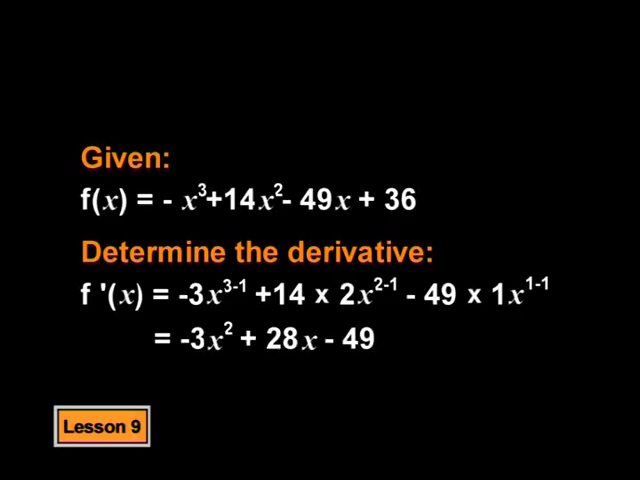 Given:
f(x) = - x³+14x²- 49x + 36
Determine the derivative:
f '(x) = -3x³⁻¹ +14 x 2x²⁻¹ - 49 x 1x¹⁻¹
= -3x² + 28x - 49
Lesson 9